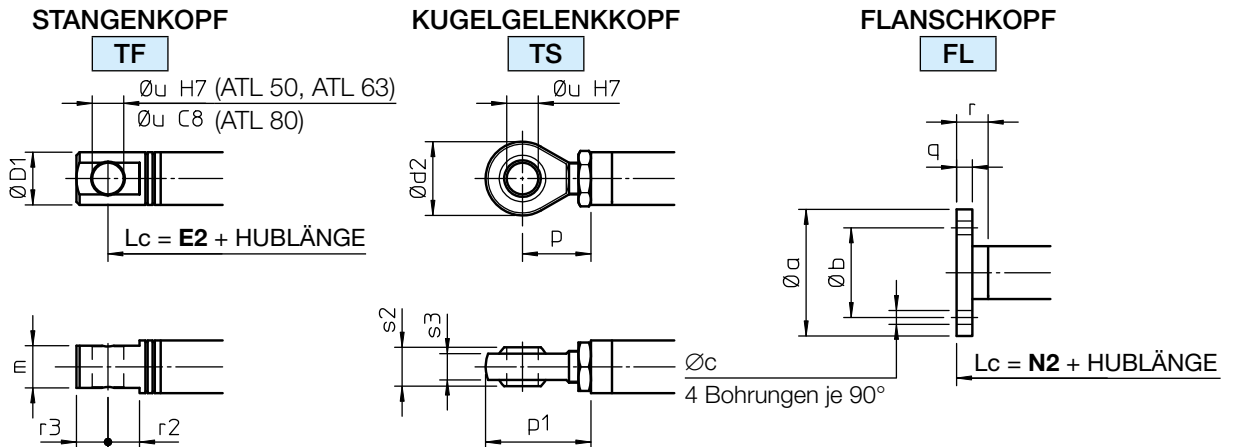 STANGENKOPF
TF
Øu H7 (ATL 50, ATL 63)
Øu C8 (ATL 80)
ØD1
Lc = E2 + HUBLÄNGE
m
r3
r2
KUGELGELENKKOPF
TS
Øu H7
Ød2
p
s2
s3
p1
FLANSCHKOPF
FL
r
q
Øa
Øb
Øc
4 Bohrungen je 90°
Lc = N2 + HUBLÄNGE